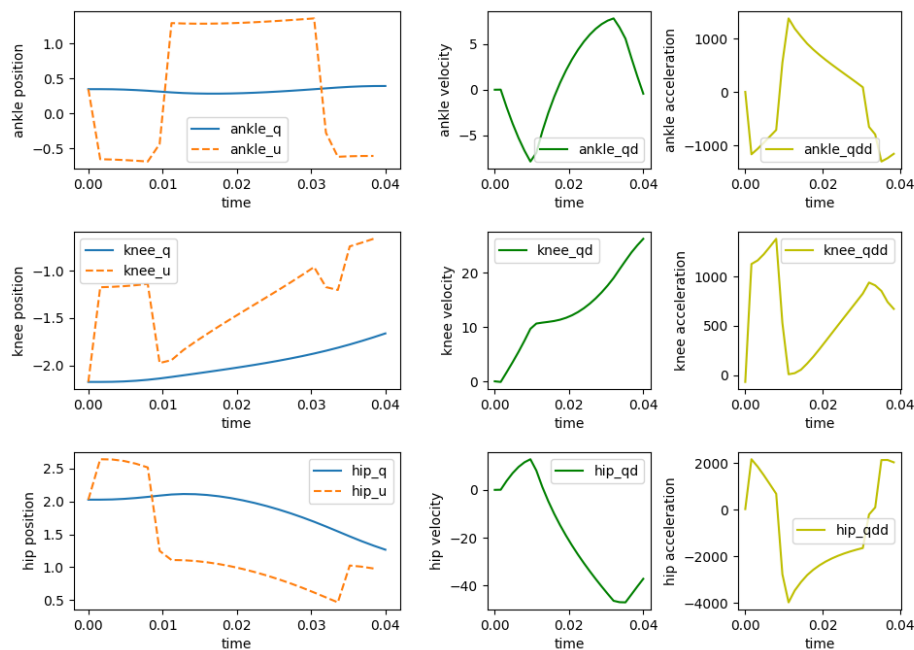 ankle position
1.0
0.5
0.0
−0.5
ankle_q
ankle_u
0.00 0.01 0.02 0.03 0.04
time
ankle velocity
5
0
−5
ankle_qd
0.00 0.02 0.04
time
ankle acceleration
1000
0
−1000
ankle_qdd
0.00 0.02 0.04
time
knee position
−1.0
−1.5
−2.0
knee_q
knee_u
0.00 0.01 0.02 0.03 0.04
time
knee velocity
20
10
0
knee_qd
0.00 0.02 0.04
time
knee acceleration
1000
500
0
knee_qdd
0.00 0.02 0.04
time
hip position
2.5
2.0
1.5
1.0
0.5
hip_q
hip_u
0.00 0.01 0.02 0.03 0.04
time
hip velocity
0
−20
−40
hip_qd
0.00 0.02 0.04
time
hip acceleration
2000
0
−2000
−4000
hip_qdd
0.00 0.02 0.04
time